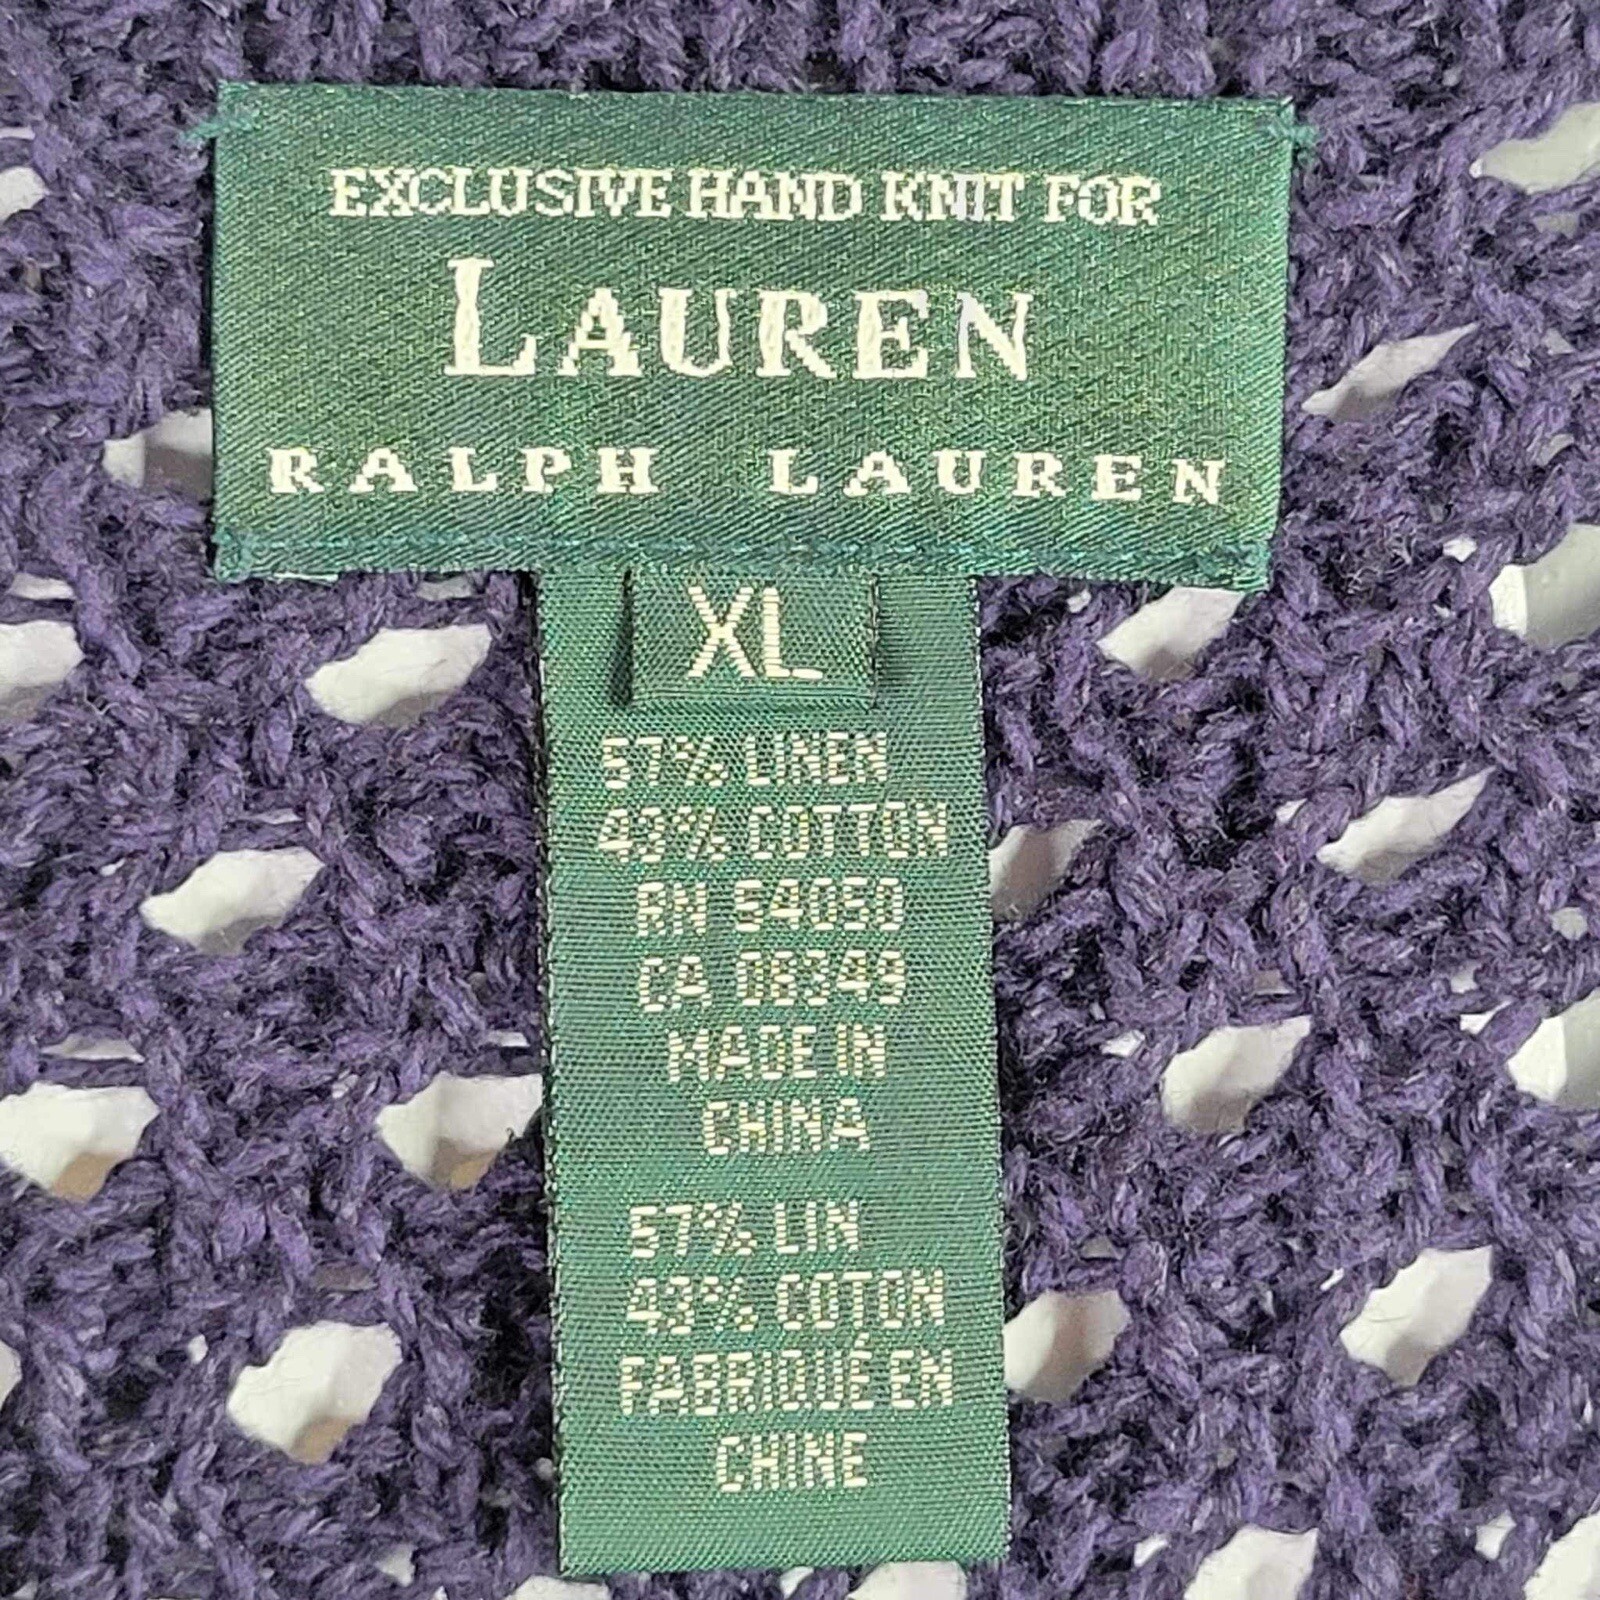 EXCLUSIVE HAND KNIT FOR
LAUREN
RALPH LAUREN
XL
57% LINEN
43% COTTON
RN 54050
CA 06349
MADE IN
CHINA
57% LIN
43% COTON
FABRIQUÉ EN
CHINE